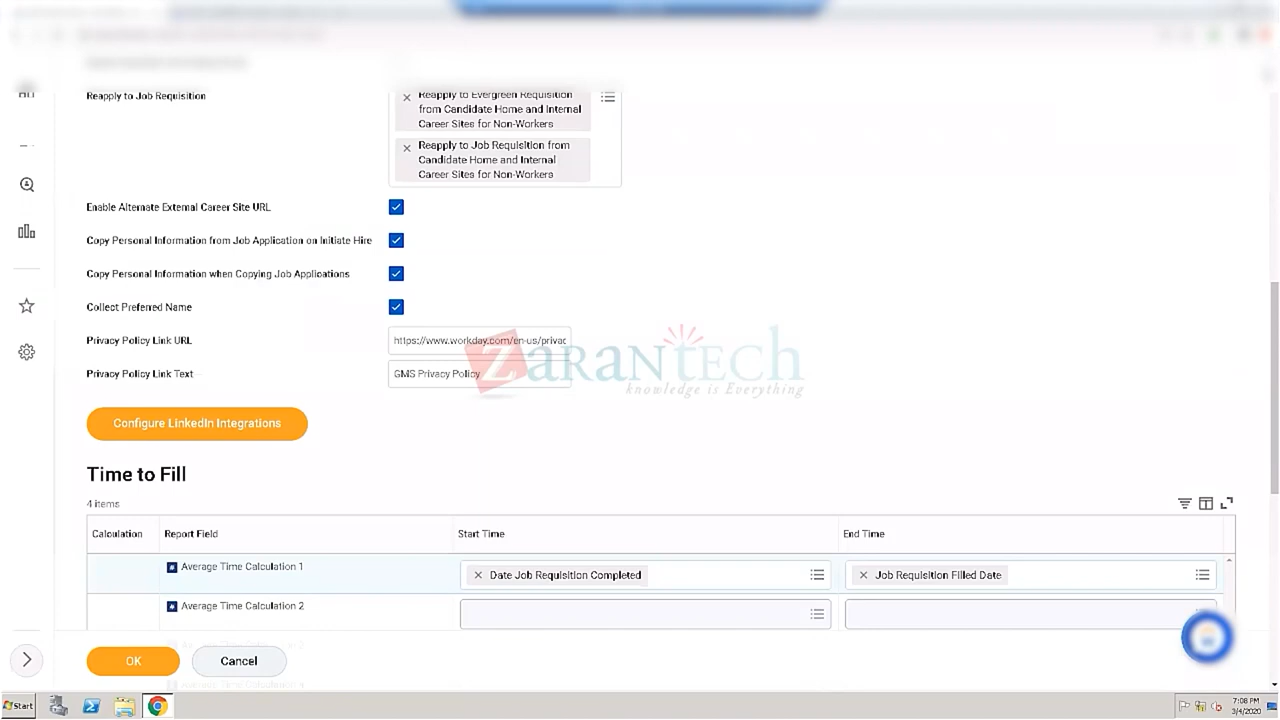 Reapply to Job Requisition
Reapply to Evergreen Requisition
from Candidate Home and Internal
Career Sites for Non-Workers
Reapply to Job Requisition from
Candidate Home and Internal
Career Sites for Non-Workers
Enable Alternate External Career Site URL
Copy Personal Information from Job Application on Initiate Hire
Copy Personal Information when Copying Job Applications
Collect Preferred Name
Privacy Policy Link URL
https://www.workday.com/en-us/privac
Privacy Policy Link Text
GMS Privacy Policy
ZaranTech
knowledge is Everything
Configure LinkedIn Integrations
Time to Fill
4 items
Calculation Report Field Start Time End Time
Average Time Calculation 1 Date Job Requisition Completed Job Requisition Filled Date
Average Time Calculation 2
OK Cancel
Start
7:08 PM
3/4/2020